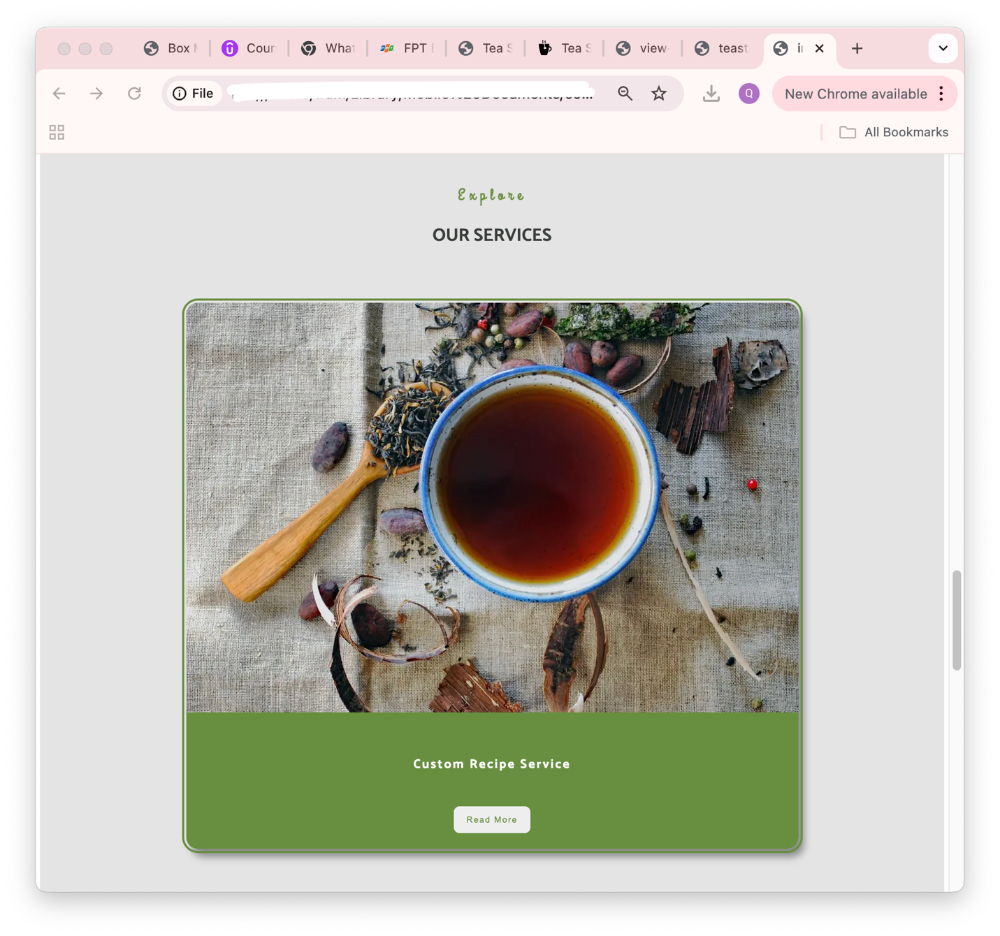 Box
Cour
What
FPT
Tea S
Tea S
view-
teast
File
New Chrome available
Q
All Bookmarks
Explore
OUR SERVICES
Custom Recipe Service
Read More